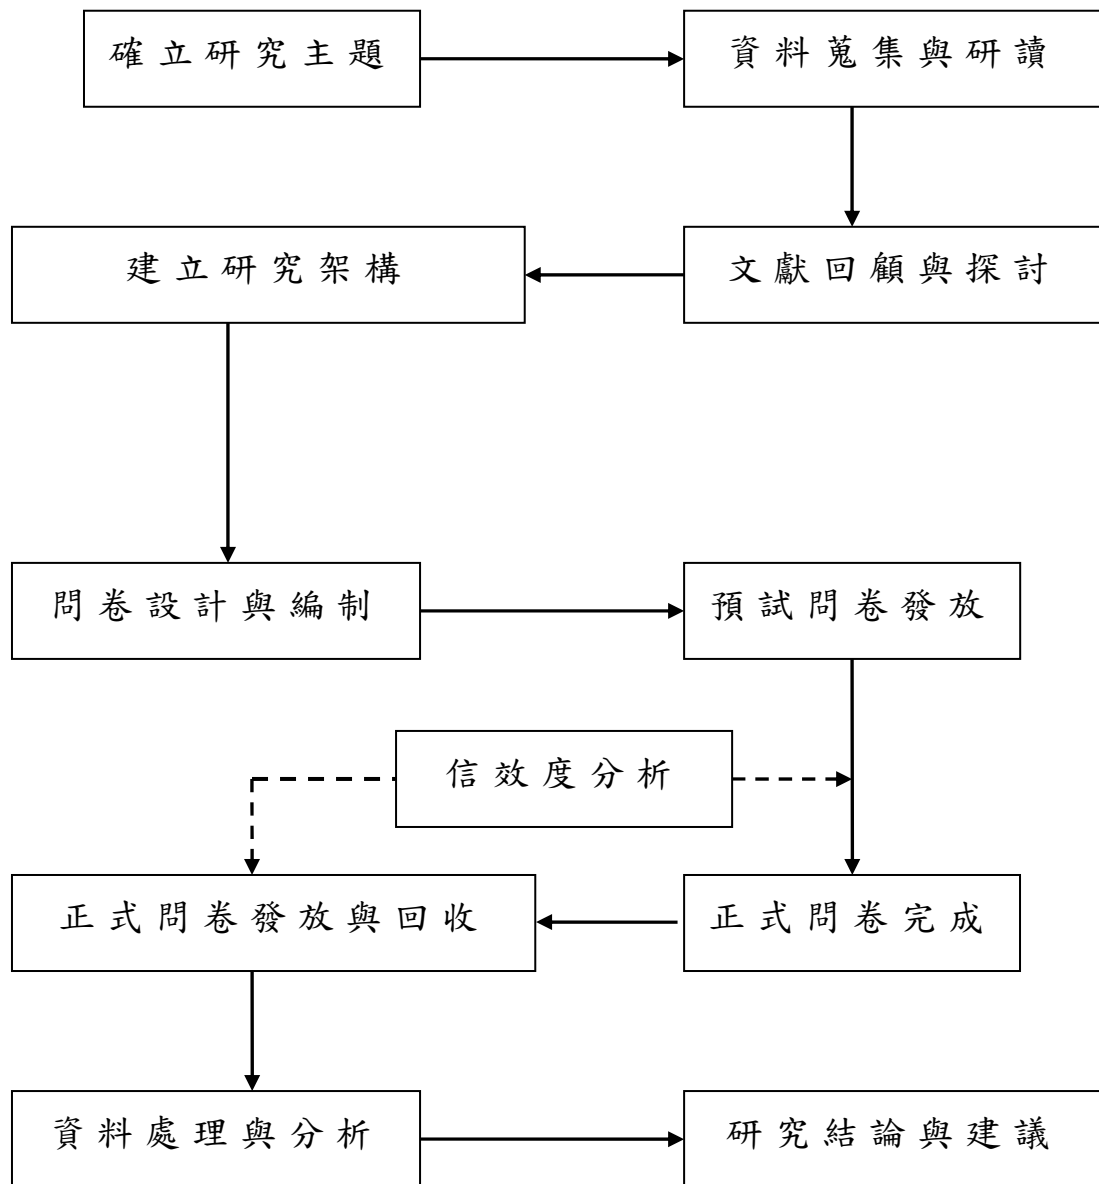 確立研究主題
資料蒐集與研讀
建立研究架構
文獻回顧與探討
問卷設計與編制
預試問卷發放
信效度分析
正式問卷發放與回收
正式問卷完成
資料處理與分析
研究結論與建議